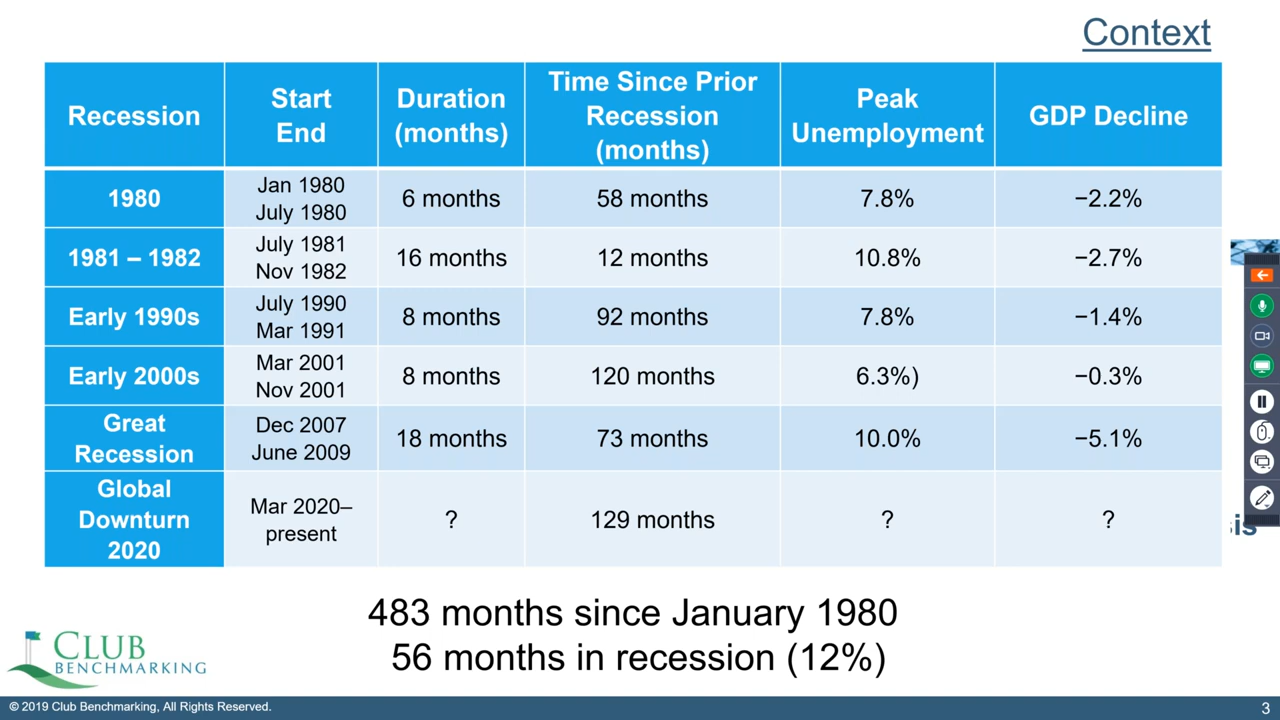 Context
Recession
Start
End
Duration
(months)
Time Since Prior
Recession
(months)
Peak
Unemployment
GDP Decline
1980
Jan 1980
July 1980
6 months
58 months
7.8%
−2.2%
1981 – 1982
July 1981
Nov 1982
16 months
12 months
10.8%
−2.7%
Early 1990s
July 1990
Mar 1991
8 months
92 months
7.8%
−1.4%
Early 2000s
Mar 2001
Nov 2001
8 months
120 months
6.3%)
−0.3%
Great
Recession
Dec 2007
June 2009
18 months
73 months
10.0%
−5.1%
Global
Downturn
2020
Mar 2020–
present
?
129 months
?
?
483 months since January 1980
56 months in recession (12%)
CLUB
BENCHMARKING
© 2019 Club Benchmarking, All Rights Reserved.
3